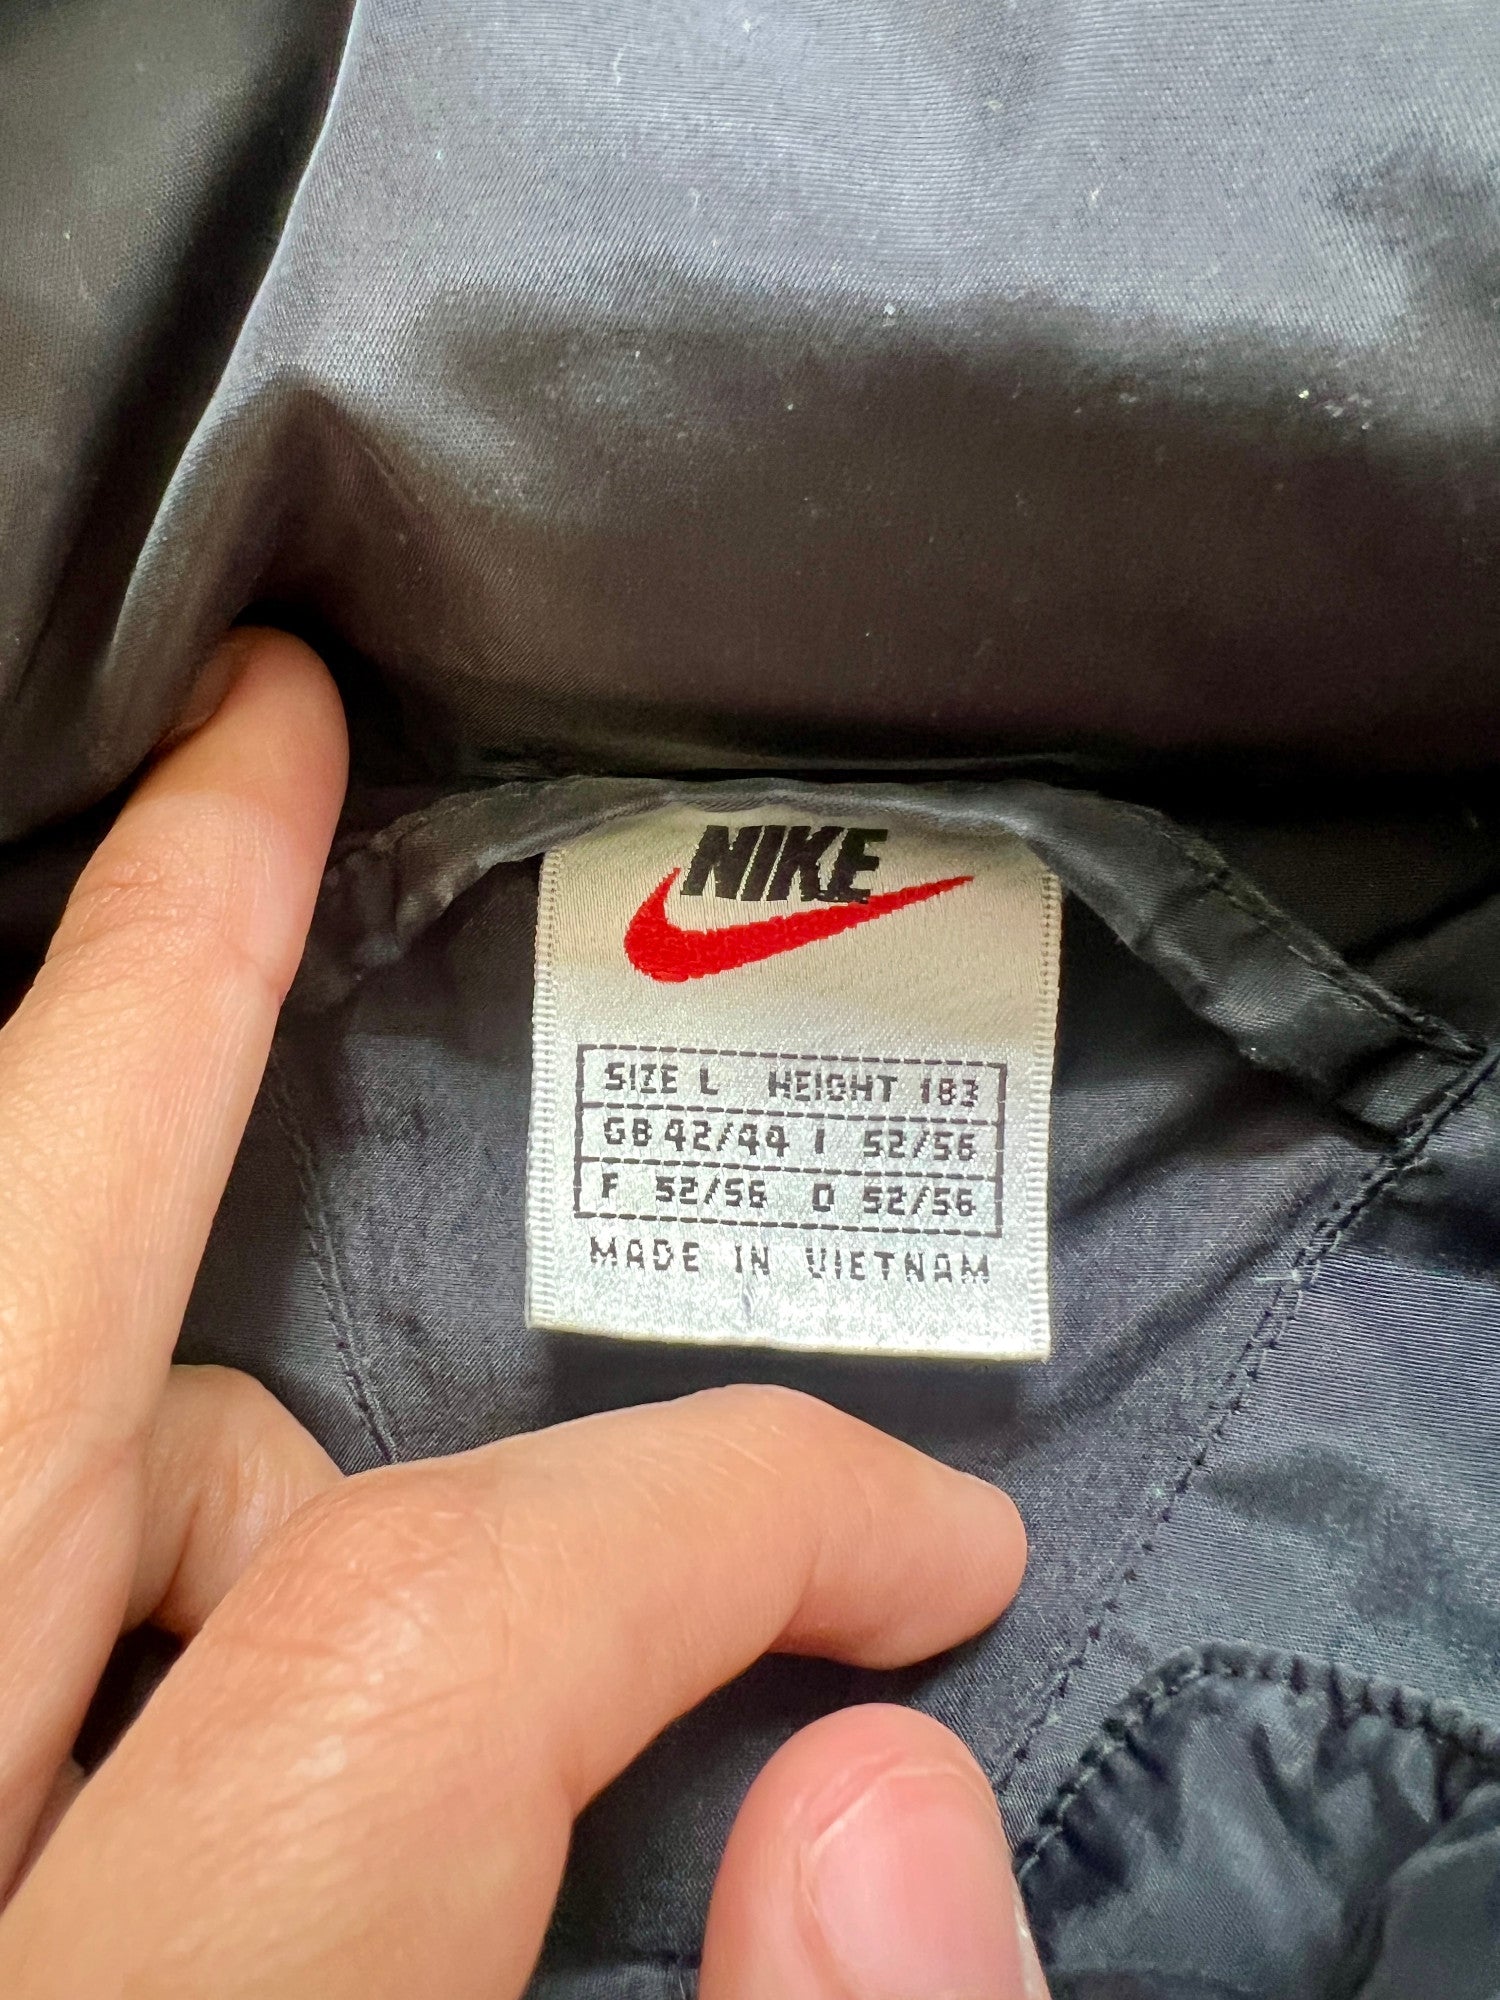 NIKE
SIZE L HEIGHT 183
GB 42/44 I 52/56
F 52/56 D 52/56
MADE IN VIETNAM